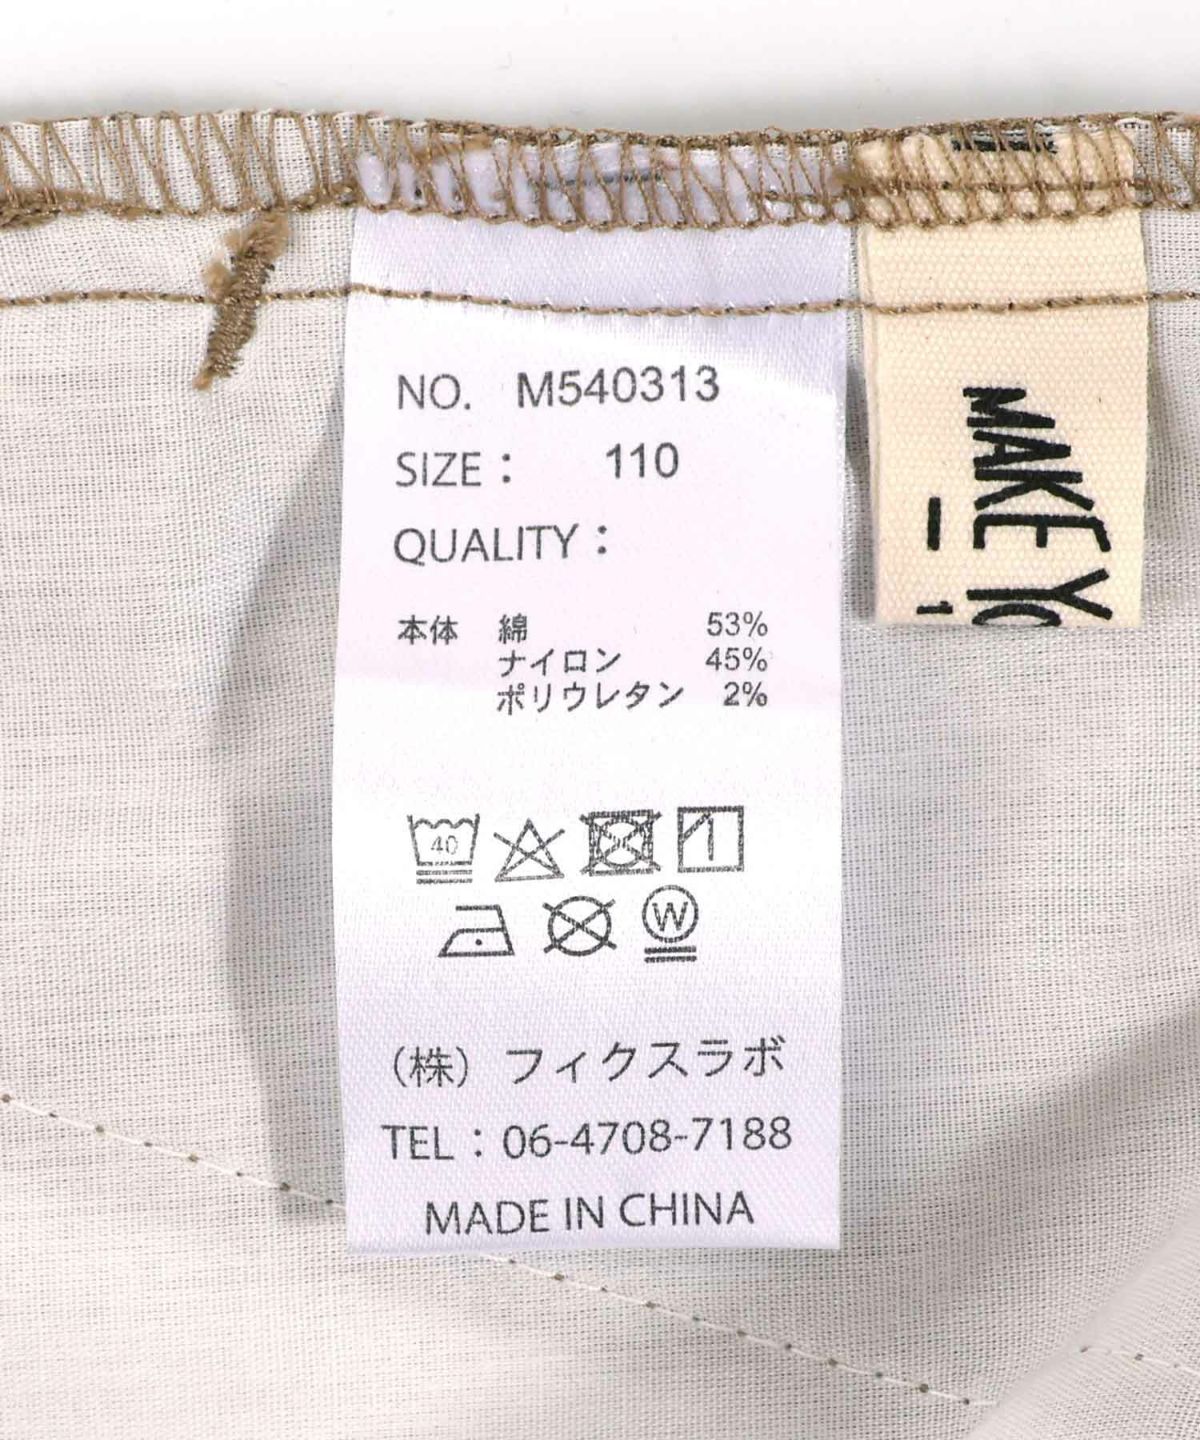 NO. M540313
SIZE： 110
QUALITY：
本体 綿 53%
ナイロン 45%
ポリウレタン 2%
40
W
(株) フィクスラボ
TEL：06-4708-7188
MADE IN CHINA
MAKE YO